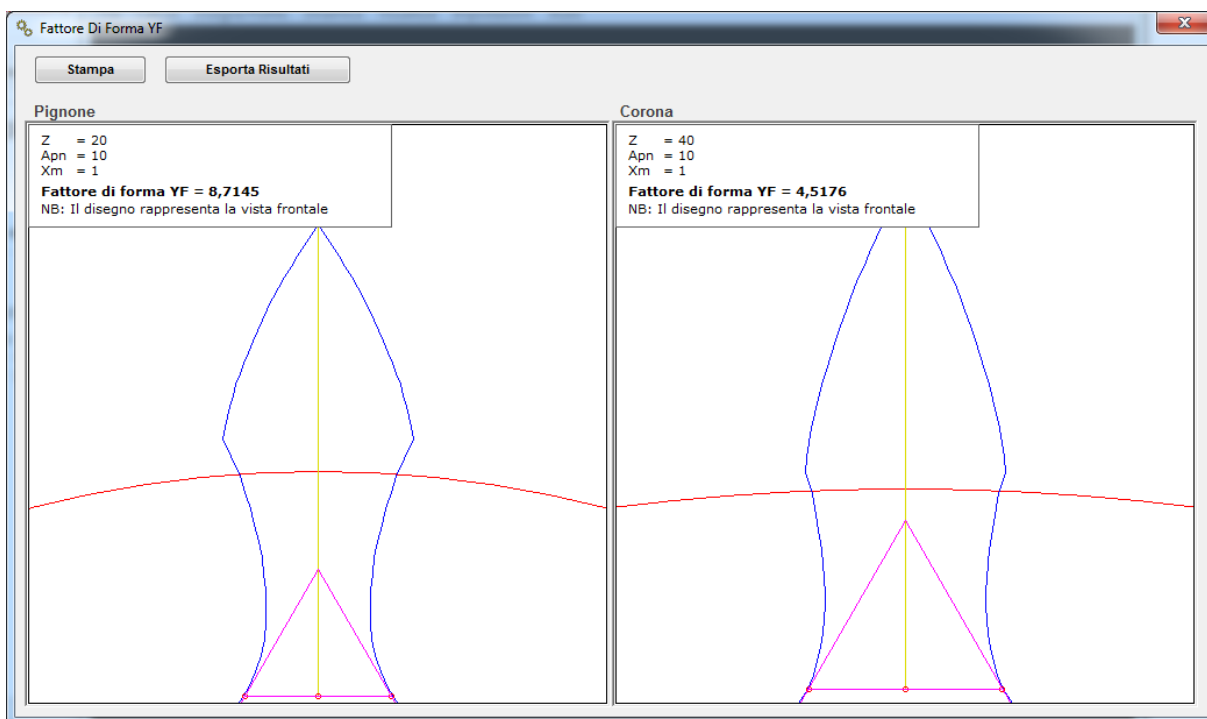 Fattore Di Forma YF
Stampa Esporta Risultati
Pignone
Z = 20
Apn = 10
Xm = 1
Fattore di forma YF = 8,7145
NB: Il disegno rappresenta la vista frontale
Corona
Z = 40
Apn = 10
Xm = 1
Fattore di forma YF = 4,5176
NB: Il disegno rappresenta la vista frontale